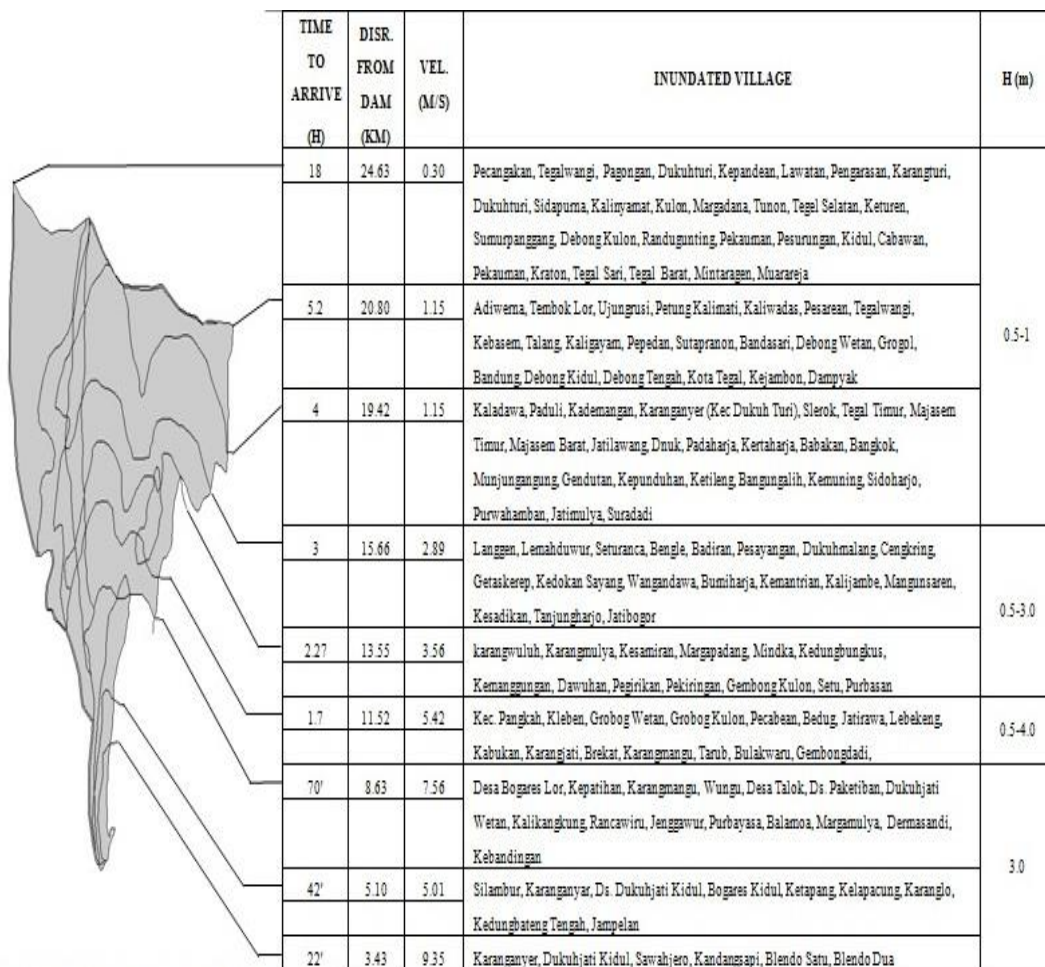 TIME TO ARRIVE (H) DISR. FROM DAM (KM) VEL. (M/S) INUNDATED VILLAGE H (m)
18 24.63 0.30 Pecangakan, Tegalwangi, Pagongan, Dukuhturi, Kepandean, Lawatan, Pengarasan, Karangturi,
Dukuhturi, Sidapurna, Kalinyamat, Kulon, Margadana, Tunon, Tegel Selatan, Keturen,
Sumurpanggang, Debong Kulon, Randugunting, Pekauman, Pesurungan, Kidul, Cabawan,
Pekauman, Kraton, Tegal Sari, Tegal Barat, Mintaragen, Muarareja
5.2 20.80 1.15 Adiwerna, Tembok Lor, Ujungrusi, Petung Kalimati, Kaliwadas, Pesarean, Tegalwangi,
Kebasem, Talang, Kaligayam, Pepedan, Sutapranon, Bandasari, Debong Wetan, Grogol,
Bandung, Debong Kidul, Debong Tengah, Kota Tegal, Kejambon, Dampyak
0.5-1
4 19.42 1.15 Kaladawa, Paduli, Kademangan, Karanganyer (Kec Dukuh Turi), Slerok, Tegal Timur, Majasem
Timur, Majasem Barat, Jatilawang, Dnuk, Padaharja, Kertaharja, Babakan, Bangkok,
Munjungangung, Gendutan, Kepunduhan, Ketileng, Bangungalih, Kemuning, Sidoharjo,
Purwahamban, Jatimulya, Suradadi
3 15.66 2.89 Langgen, Lemahduwur, Seturanca, Bengle, Badiran, Pesayangan, Dukuhmalang, Cengkring,
Getaskerep, Kedokan Sayang, Wangandawa, Bumiharja, Kemantrian, Kalijambe, Mangunsaren,
Kesadikan, Tanjungharjo, Jatibogor
0.5-3.0
2.27 13.55 3.56 karangwuluh, Karangmulya, Kesamiran, Margapadang, Mindka, Kedungbungkus,
Kemanggungan, Dawuhan, Pegirikan, Pekiringan, Gembong Kulon, Setu, Purbasan
1.7 11.52 5.42 Kec. Pangkah, Kleben, Grobog Wetan, Grobog Kulon, Pecabean, Bedug, Jatirawa, Lebekeng,
Kabukan, Karangjati, Brekat, Karangmangu, Tarub, Bulakwaru, Gembongdadi,
0.5-4.0
70' 8.63 7.56 Desa Bogares Lor, Kepatihan, Karangmangu, Wungu, Desa Talok, Ds. Paketiban, Dukuhjati
Wetan, Kalikangkung, Rancawiru, Jenggawur, Purbayasa, Balamoa, Margamulya, Dermasandi,
Kebandingan
3.0
42' 5.10 5.01 Silambur, Karanganyar, Ds. Dukuhjati Kidul, Bogares Kidul, Ketapang, Kelapacung, Karanglo,
Kedungbateng Tengah, Jampelan
22' 3.43 9.35 Karanganyer, Dukuhjati Kidul, Sawahjero, Kandangsapi, Blendo Satu, Blendo Dua